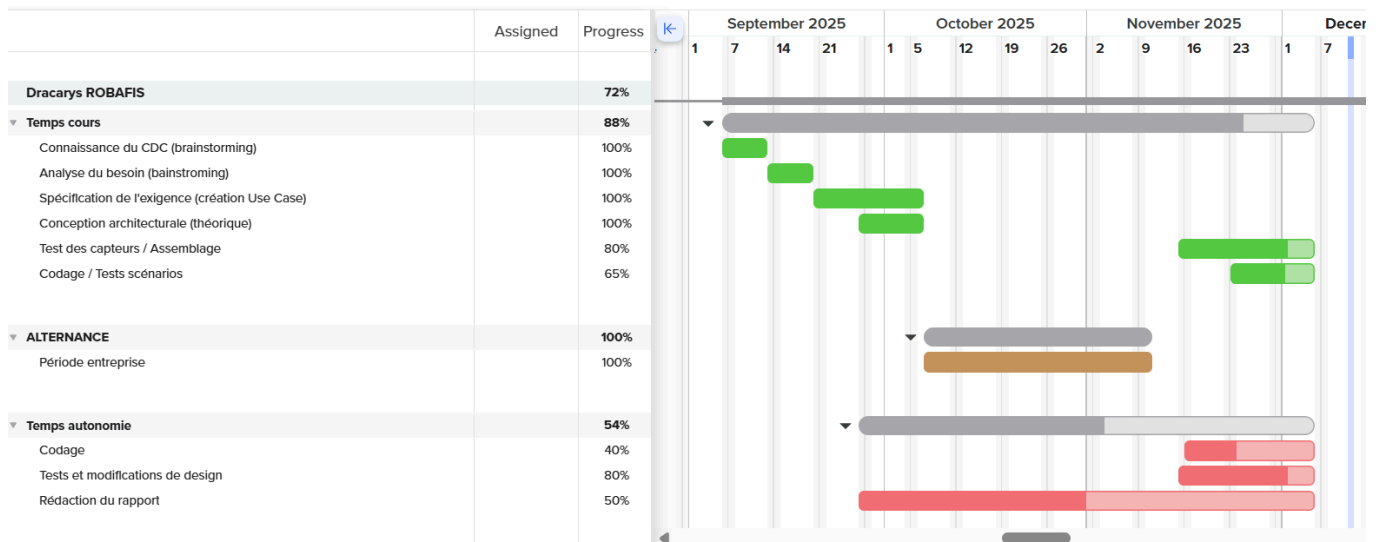 Assigned Progress September 2025 October 2025 November 2025 Decer
1 7 14 21 1 5 12 19 26 2 9 16 23 1 7
Dracarys ROBAFIS 72%
Temps cours 88%
Connaissance du CDC (brainstorming) 100%
Analyse du besoin (bainstroming) 100%
Spécification de l'exigence (création Use Case) 100%
Conception architecturale (théorique) 100%
Test des capteurs / Assemblage 80%
Codage / Tests scénarios 65%
ALTERNANCE 100%
Période entreprise 100%
Temps autonomie 54%
Codage 40%
Tests et modifications de design 80%
Rédaction du rapport 50%